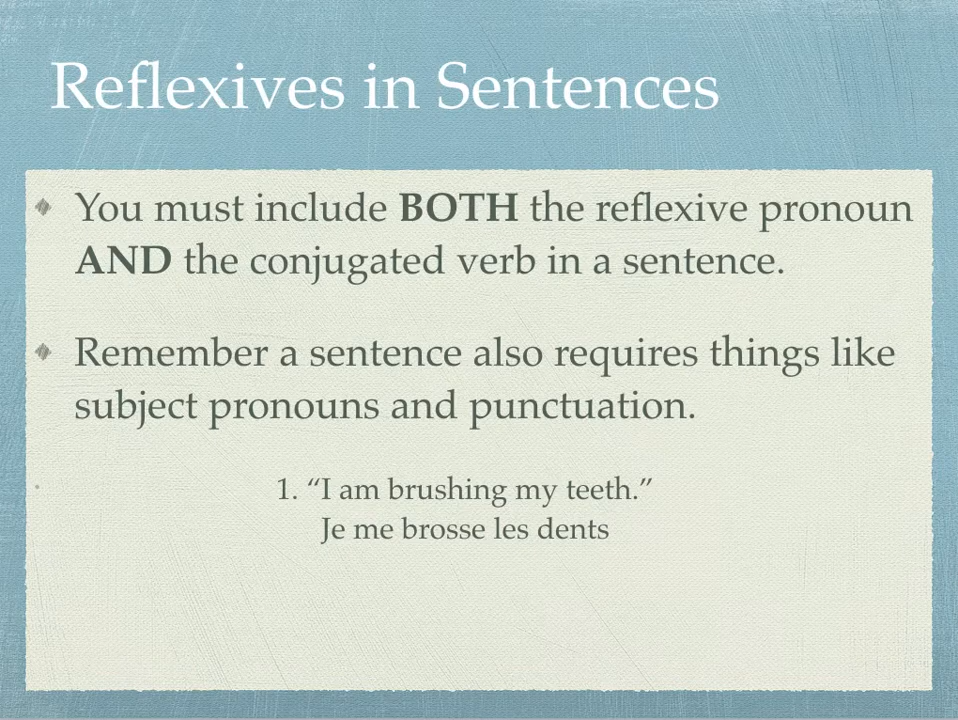 Reflexives in Sentences
You must include BOTH the reflexive pronoun
AND the conjugated verb in a sentence.
Remember a sentence also requires things like
subject pronouns and punctuation.
1. “I am brushing my teeth.”
Je me brosse les dents